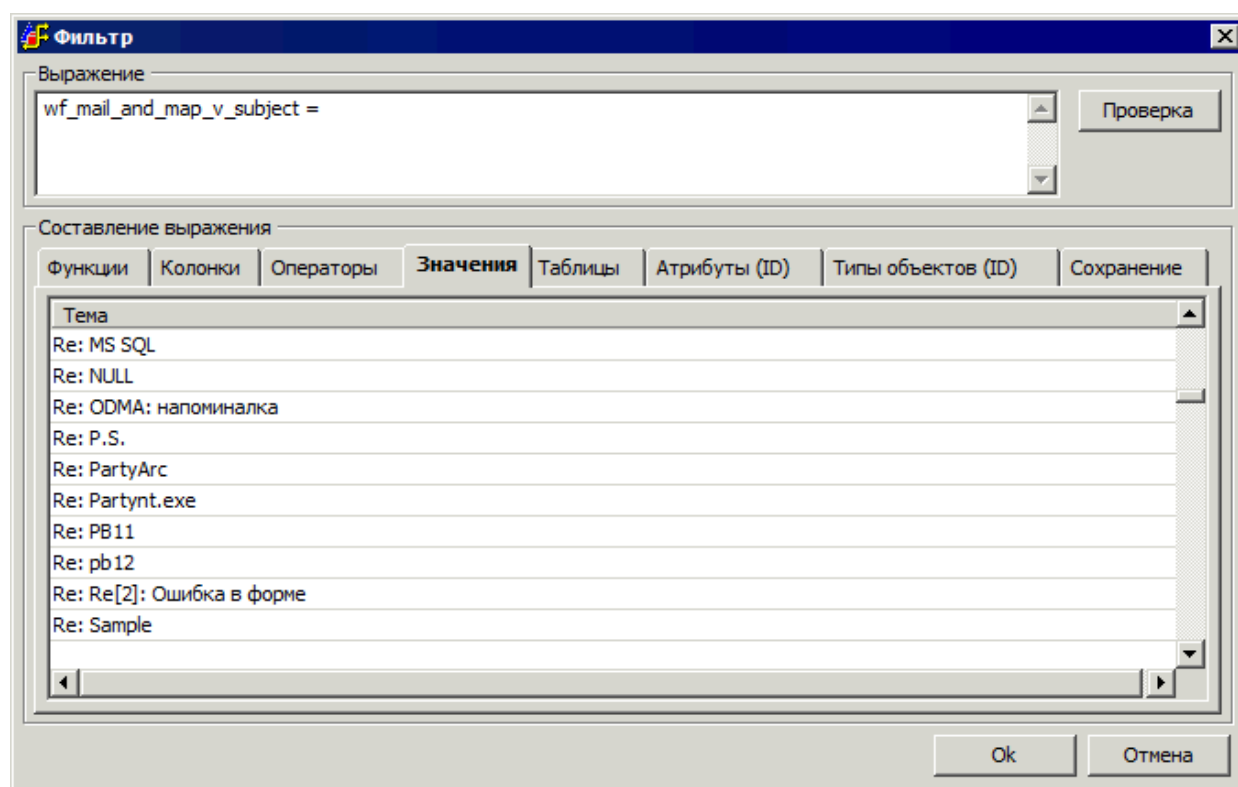 Фильтр
Выражение
wf_mail_and_map_v_subject =
Проверка
Составление выражения
Функции Колонки Операторы Значения Таблицы Атрибуты (ID) Типы объектов (ID) Сохранение
Тема
Re: MS SQL
Re: NULL
Re: ODMA: напоминалка
Re: P.S.
Re: PartyArc
Re: Partynt.exe
Re: PB11
Re: pb12
Re: Re[2]: Ошибка в форме
Re: Sample
Ok Отмена